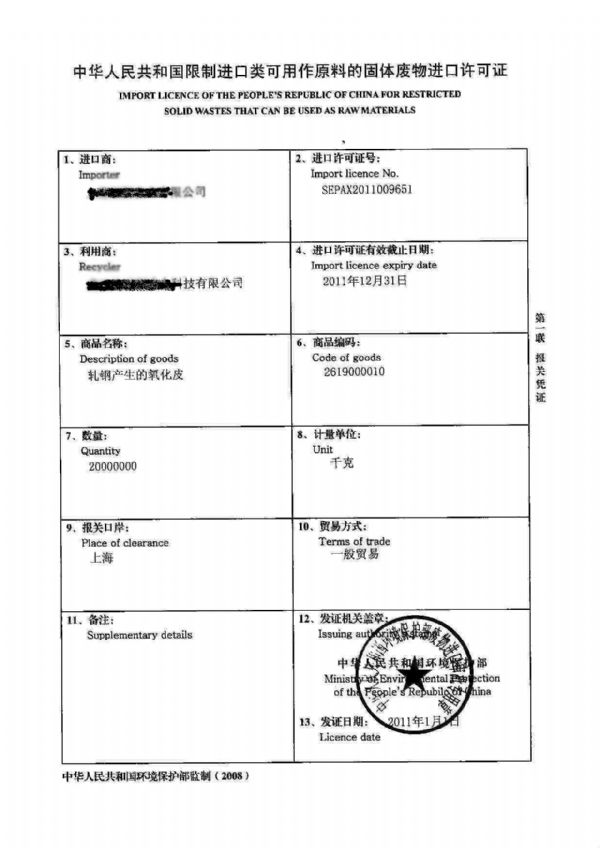 中华人民共和国限制进口类可用作原料的固体废物进口许可证
IMPORT LICENCE OF THE PEOPLE'S REPUBLIC OF CHINA FOR RESTRICTED
SOLID WASTES THAT CAN BE USED AS RAW MATERIALS
1、进口商：
Importer
限公司
2、进口许可证号：
Import licence No.
SEPAX2011009651
3、利用商：
Recycler
科技有限公司
4、进口许可证有效截止日期：
Import licence expiry date
2011年12月31日
5、商品名称：
Description of goods
轧钢产生的氧化皮
6、商品编码：
Code of goods
2619000010
7、数量：
Quantity
20000000
8、计量单位：
Unit
千克
9、报关口岸：
Place of clearance
上海
10、贸易方式：
Terms of trade
一般贸易
11、备注：
Supplementary details
12、发证机关盖章：
Issuing authority's stamp
中华人民共和国环境保护部
Ministry of Environmental Protection
of the People's Republic of China
13、发证日期： 2011年1月1日
Licence date
第一联 报关凭证
中华人民共和国环境保护部监制（2008）